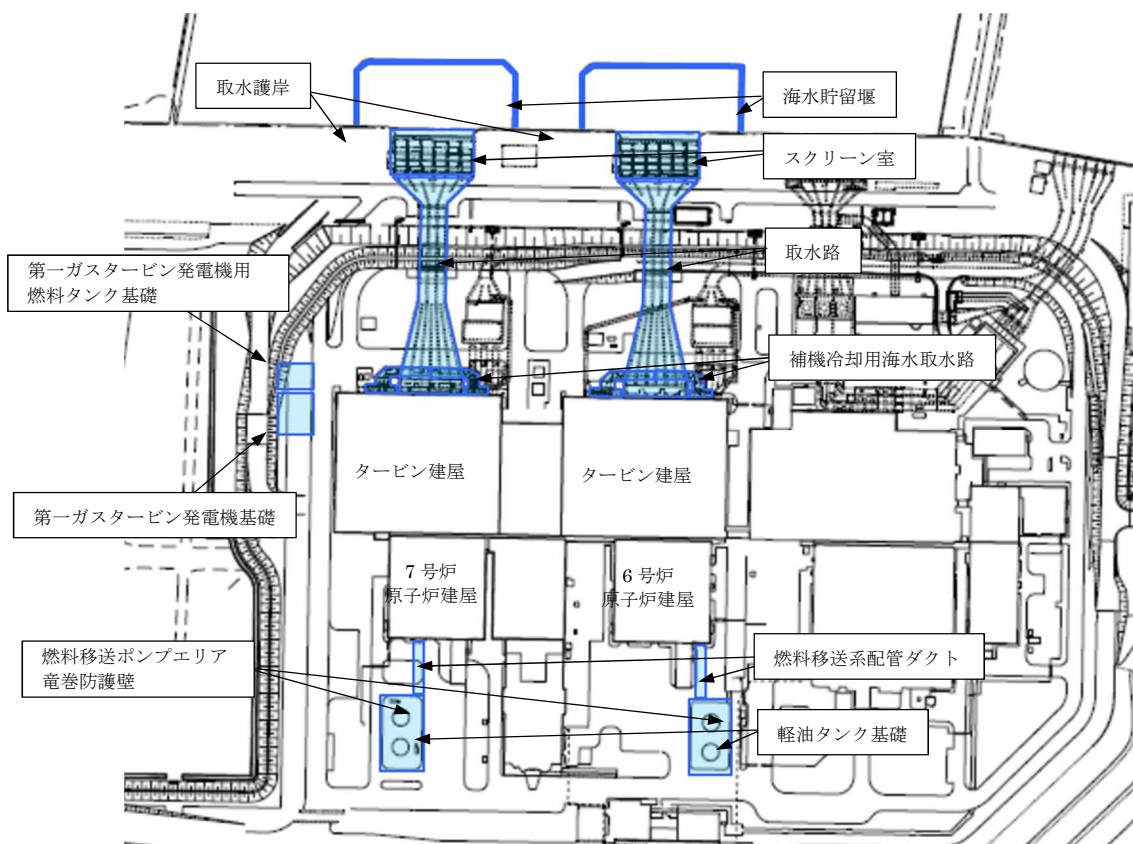 取水護岸
海水貯留堰
スクリーン室
取水路
第一ガスタービン発電機用
燃料タンク基礎
補機冷却用海水取水路
タービン建屋
タービン建屋
第一ガスタービン発電機基礎
7 号炉
原子炉建屋
6 号炉
原子炉建屋
燃料移送ポンプエリア
竜巻防護壁
燃料移送系配管ダクト
軽油タンク基礎